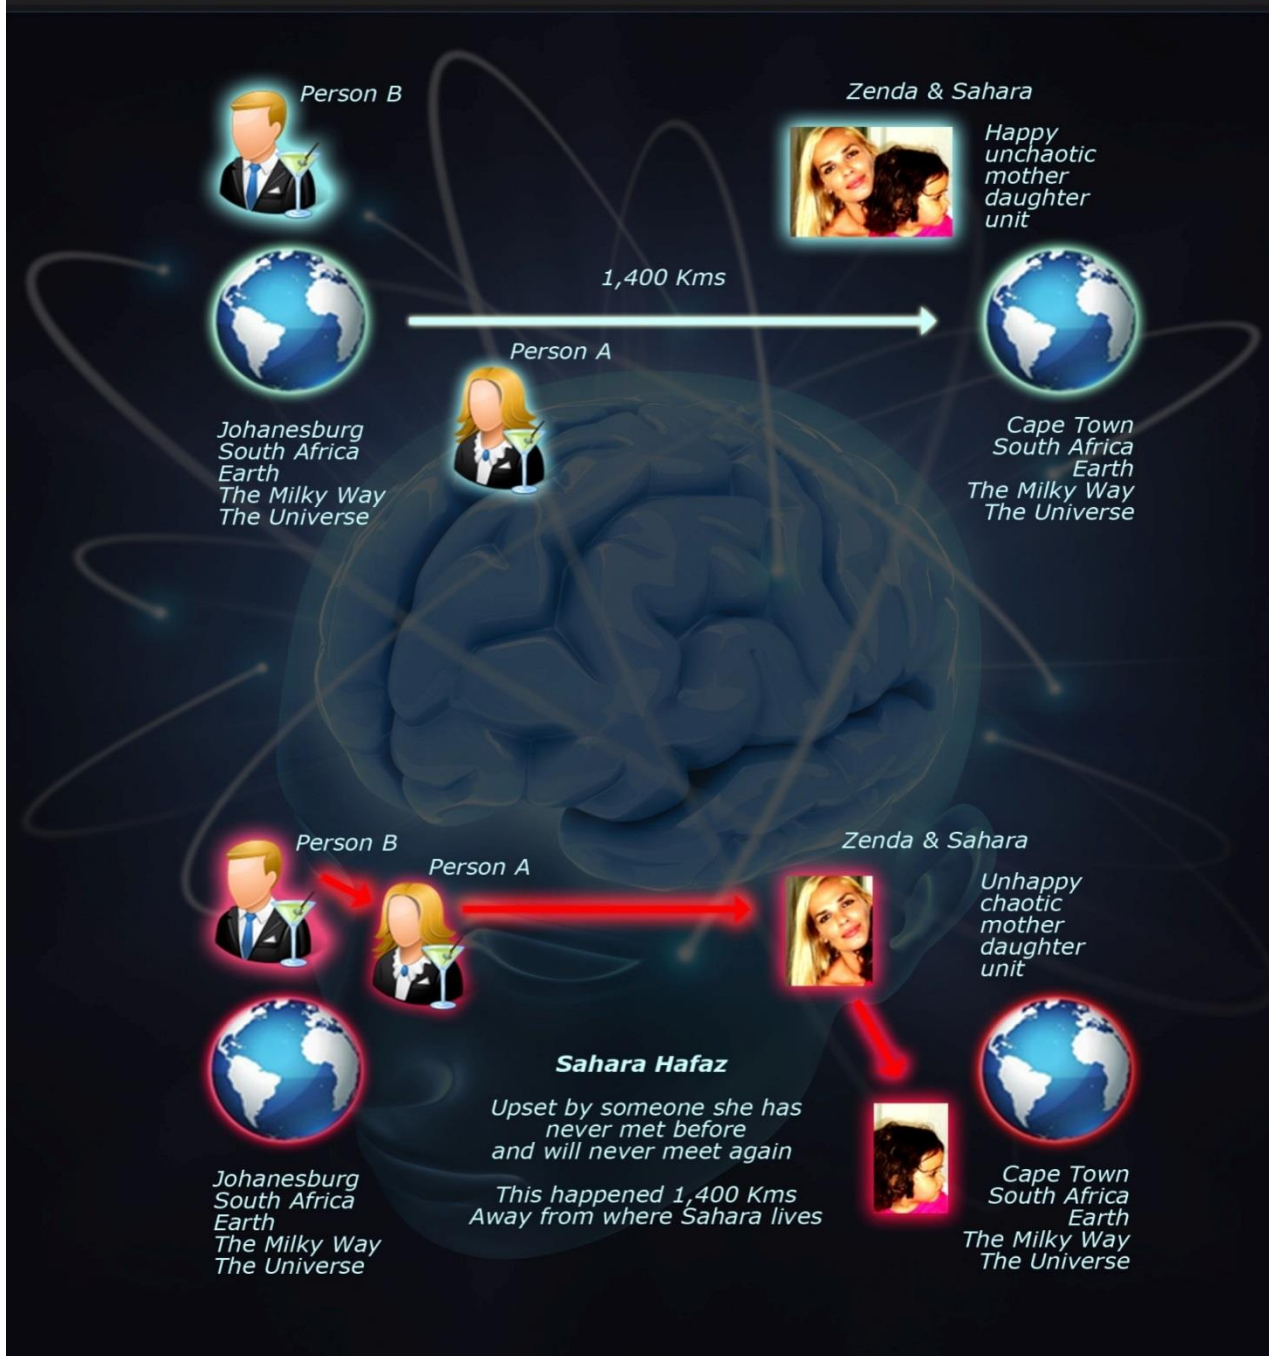 Person B
Zenda & Sahara
Happy
unchaotic
mother
daughter
unit
1,400 Kms
Person A
Johanesburg
South Africa
Earth
The Milky Way
The Universe
Cape Town
South Africa
Earth
The Milky Way
The Universe
Person B
Person A
Zenda & Sahara
Unhappy
chaotic
mother
daughter
unit
Sahara Hafaz
Upset by someone she has
never met before
and will never meet again
This happened 1,400 Kms
Away from where Sahara lives
Johanesburg
South Africa
Earth
The Milky Way
The Universe
Cape Town
South Africa
Earth
The Milky Way
The Universe